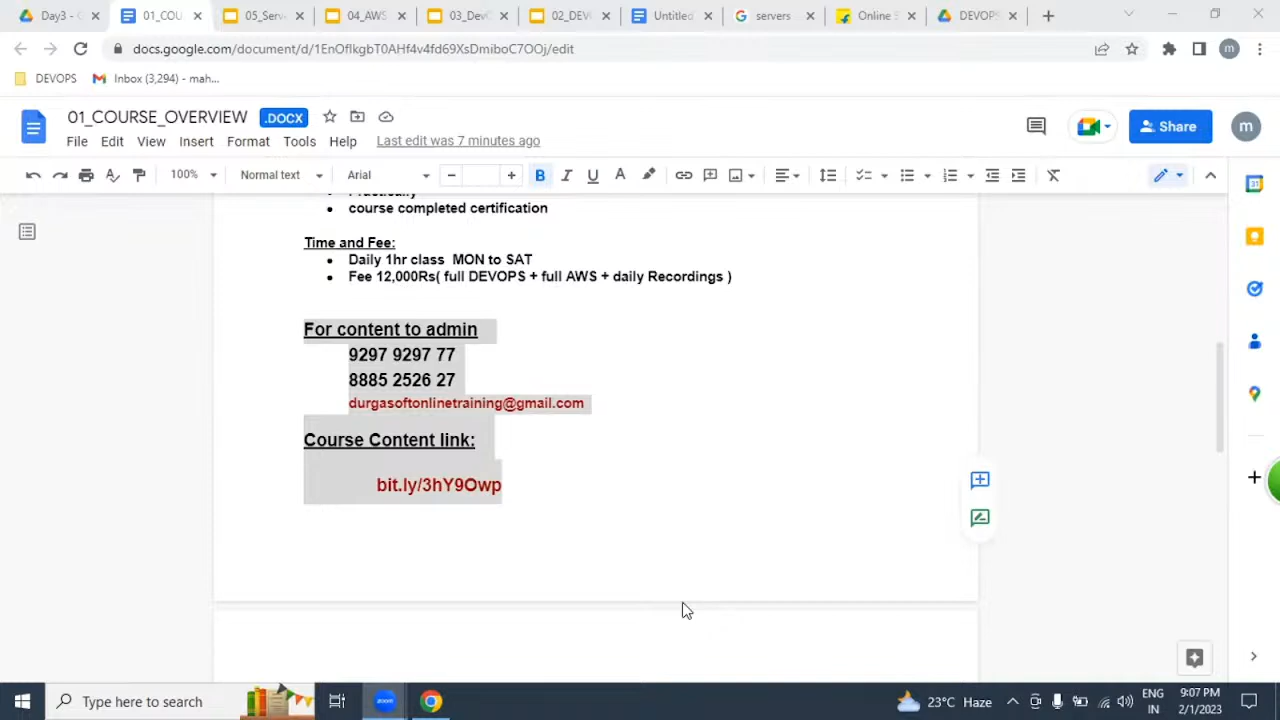 Day3 - C
01_COU
05_Serv
04_AWS
03_DevO
02_DEV
Untitled
servers
Online S
DEVOPS
docs.google.com/document/d/1EnOfIkgbT0AHf4v4fd69XsDmiboC7OOj/edit
DEVOPS
Inbox (3,294) - mah...
01_COURSE_OVERVIEW .DOCX
Share
m
File Edit View Insert Format Tools Help Last edit was 7 minutes ago
100% Normal text Arial
course completed certification
Time and Fee:
Daily 1hr class MON to SAT
Fee 12,000Rs( full DEVOPS + full AWS + daily Recordings )
For content to admin
9297 9297 77
8885 2526 27
durgasoftonlinetraining@gmail.com
Course Content link:
bit.ly/3hY9Owp
Type here to search
zoom
23°C Haze
ENG
IN
9:07 PM
2/1/2023